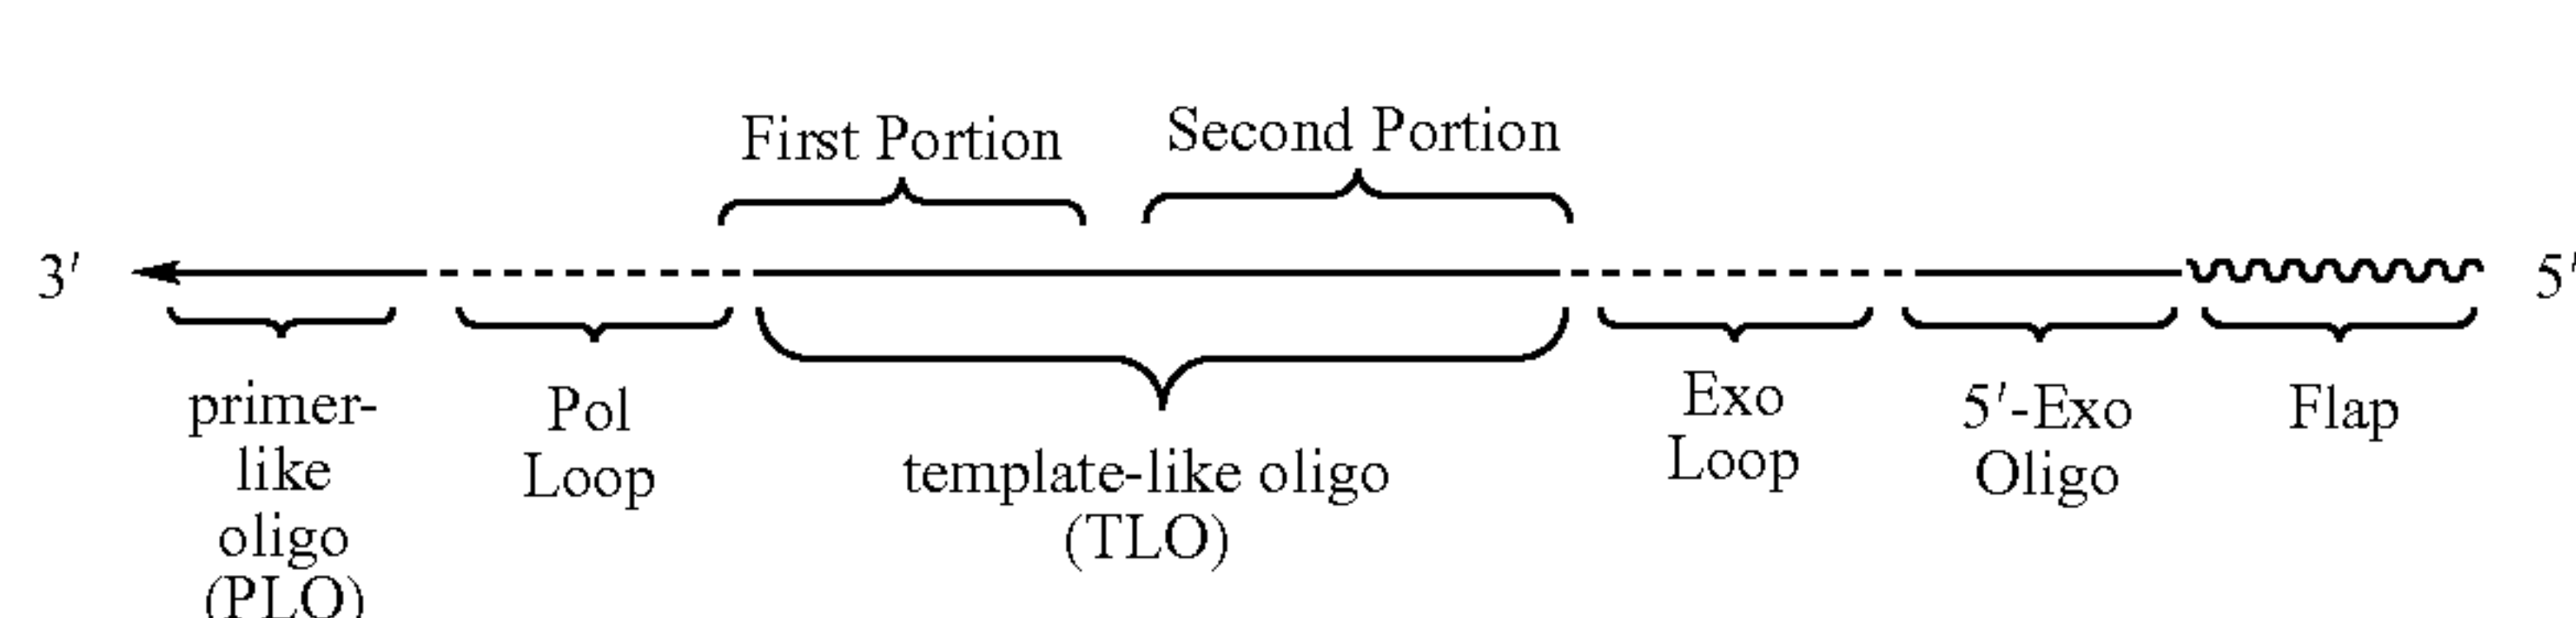 First Portion
Second Portion
3′
5′
primer-
like
oligo
(PLO)
Pol
Loop
template-like oligo
(TLO)
Exo
Loop
5′-Exo
Oligo
Flap